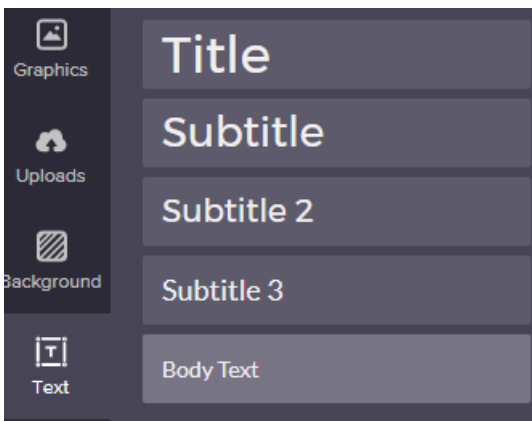 Graphics
Uploads
Background
Text
Title
Subtitle
Subtitle 2
Subtitle 3
Body Text